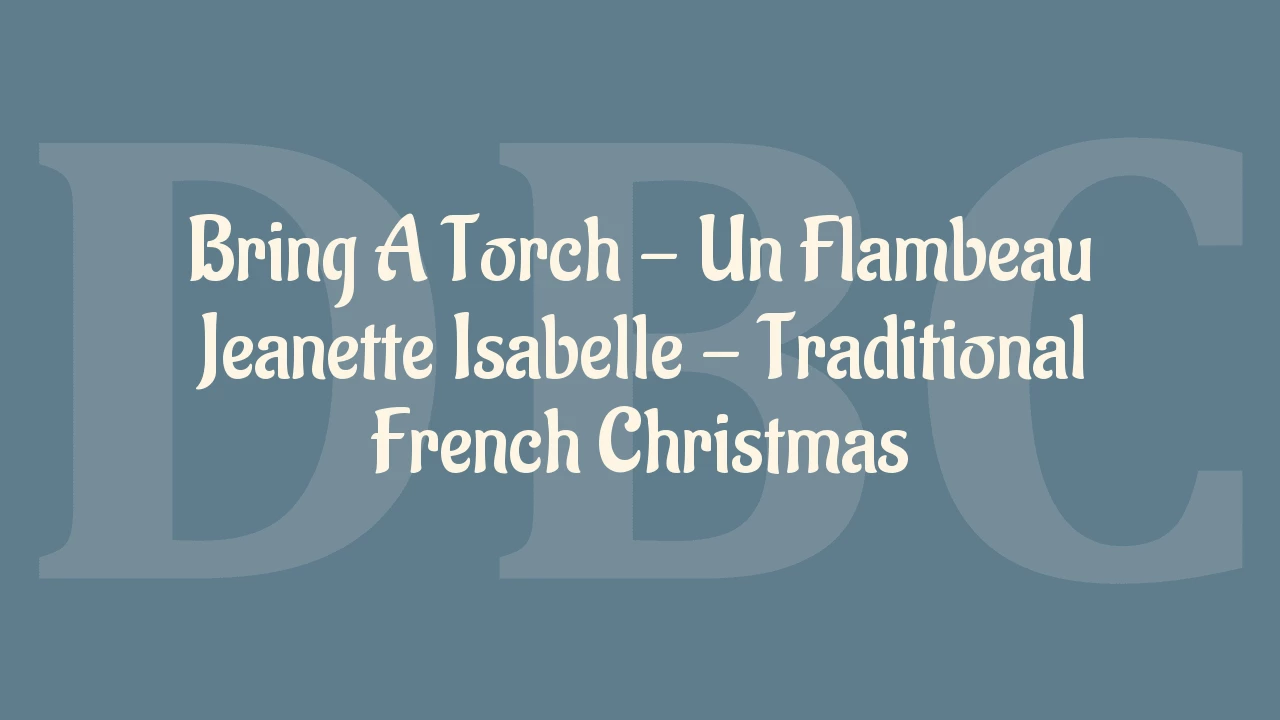 DBC
Bring A Torch – Un Flambeau
Jeanette Isabelle – Traditional
French Christmas